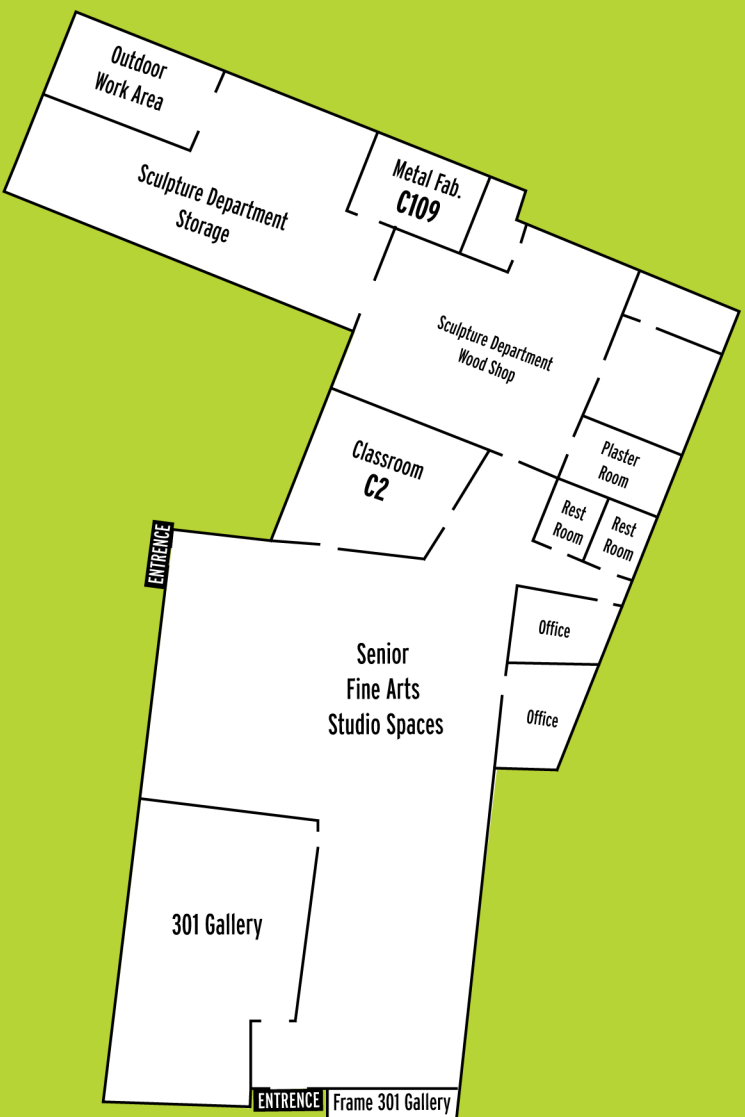 Outdoor
Work Area
Sculpture Department
Storage
Metal Fab.
C109
Sculpture Department
Wood Shop
Classroom
C2
Plaster
Room
Rest
Room
Rest
Room
ENTRENCE
Office
Senior
Fine Arts
Studio Spaces
Office
301 Gallery
ENTRENCE
Frame 301 Gallery